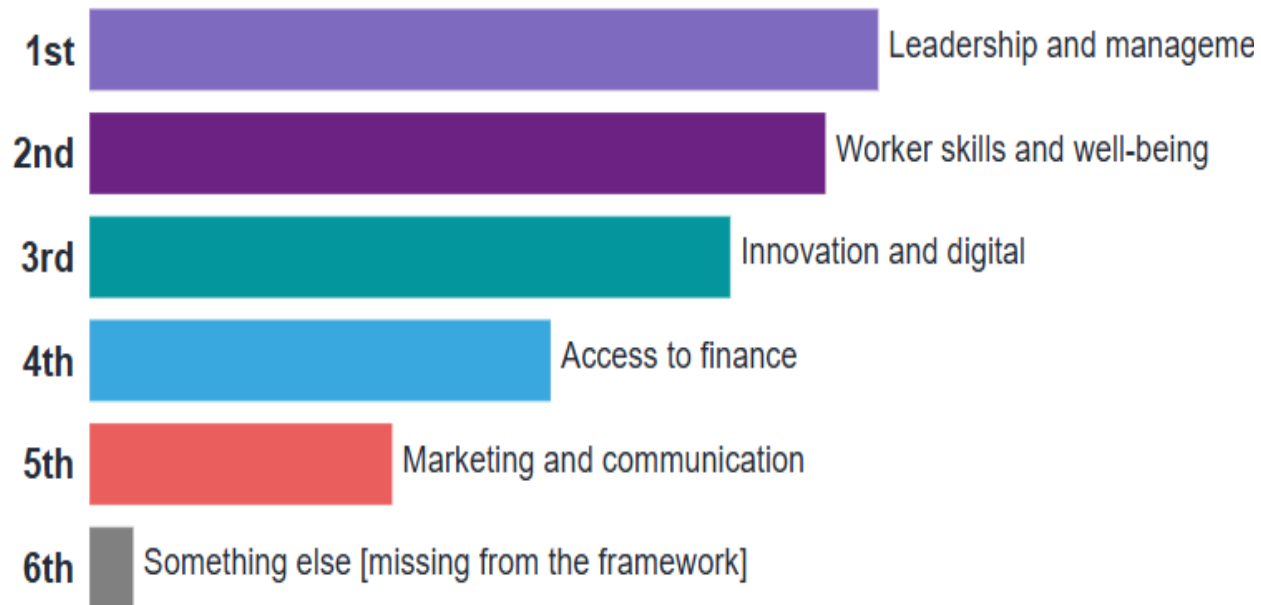 1st Leadership and manageme
2nd Worker skills and well-being
3rd Innovation and digital
4th Access to finance
5th Marketing and communication
6th Something else [missing from the framework]